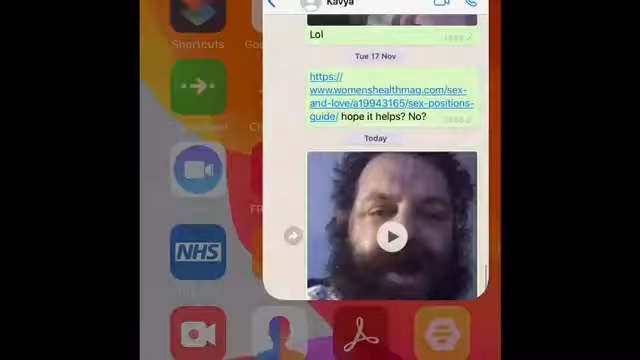 Kavya
Shortcuts
Lol
Tue 17 Nov
https://
www.womenshealthmag.com/sex-
and-love/a19943165/sex-positions-
guide/ hope it helps? No?
Today
NHS